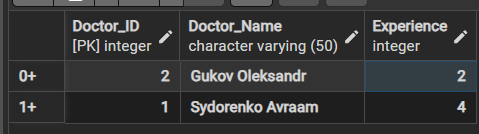 Doctor_ID Doctor_Name Experience
[PK] integer character varying (50) integer
0+ 2 Gukov Oleksandr 2
1+ 1 Sydorenko Avraam 4